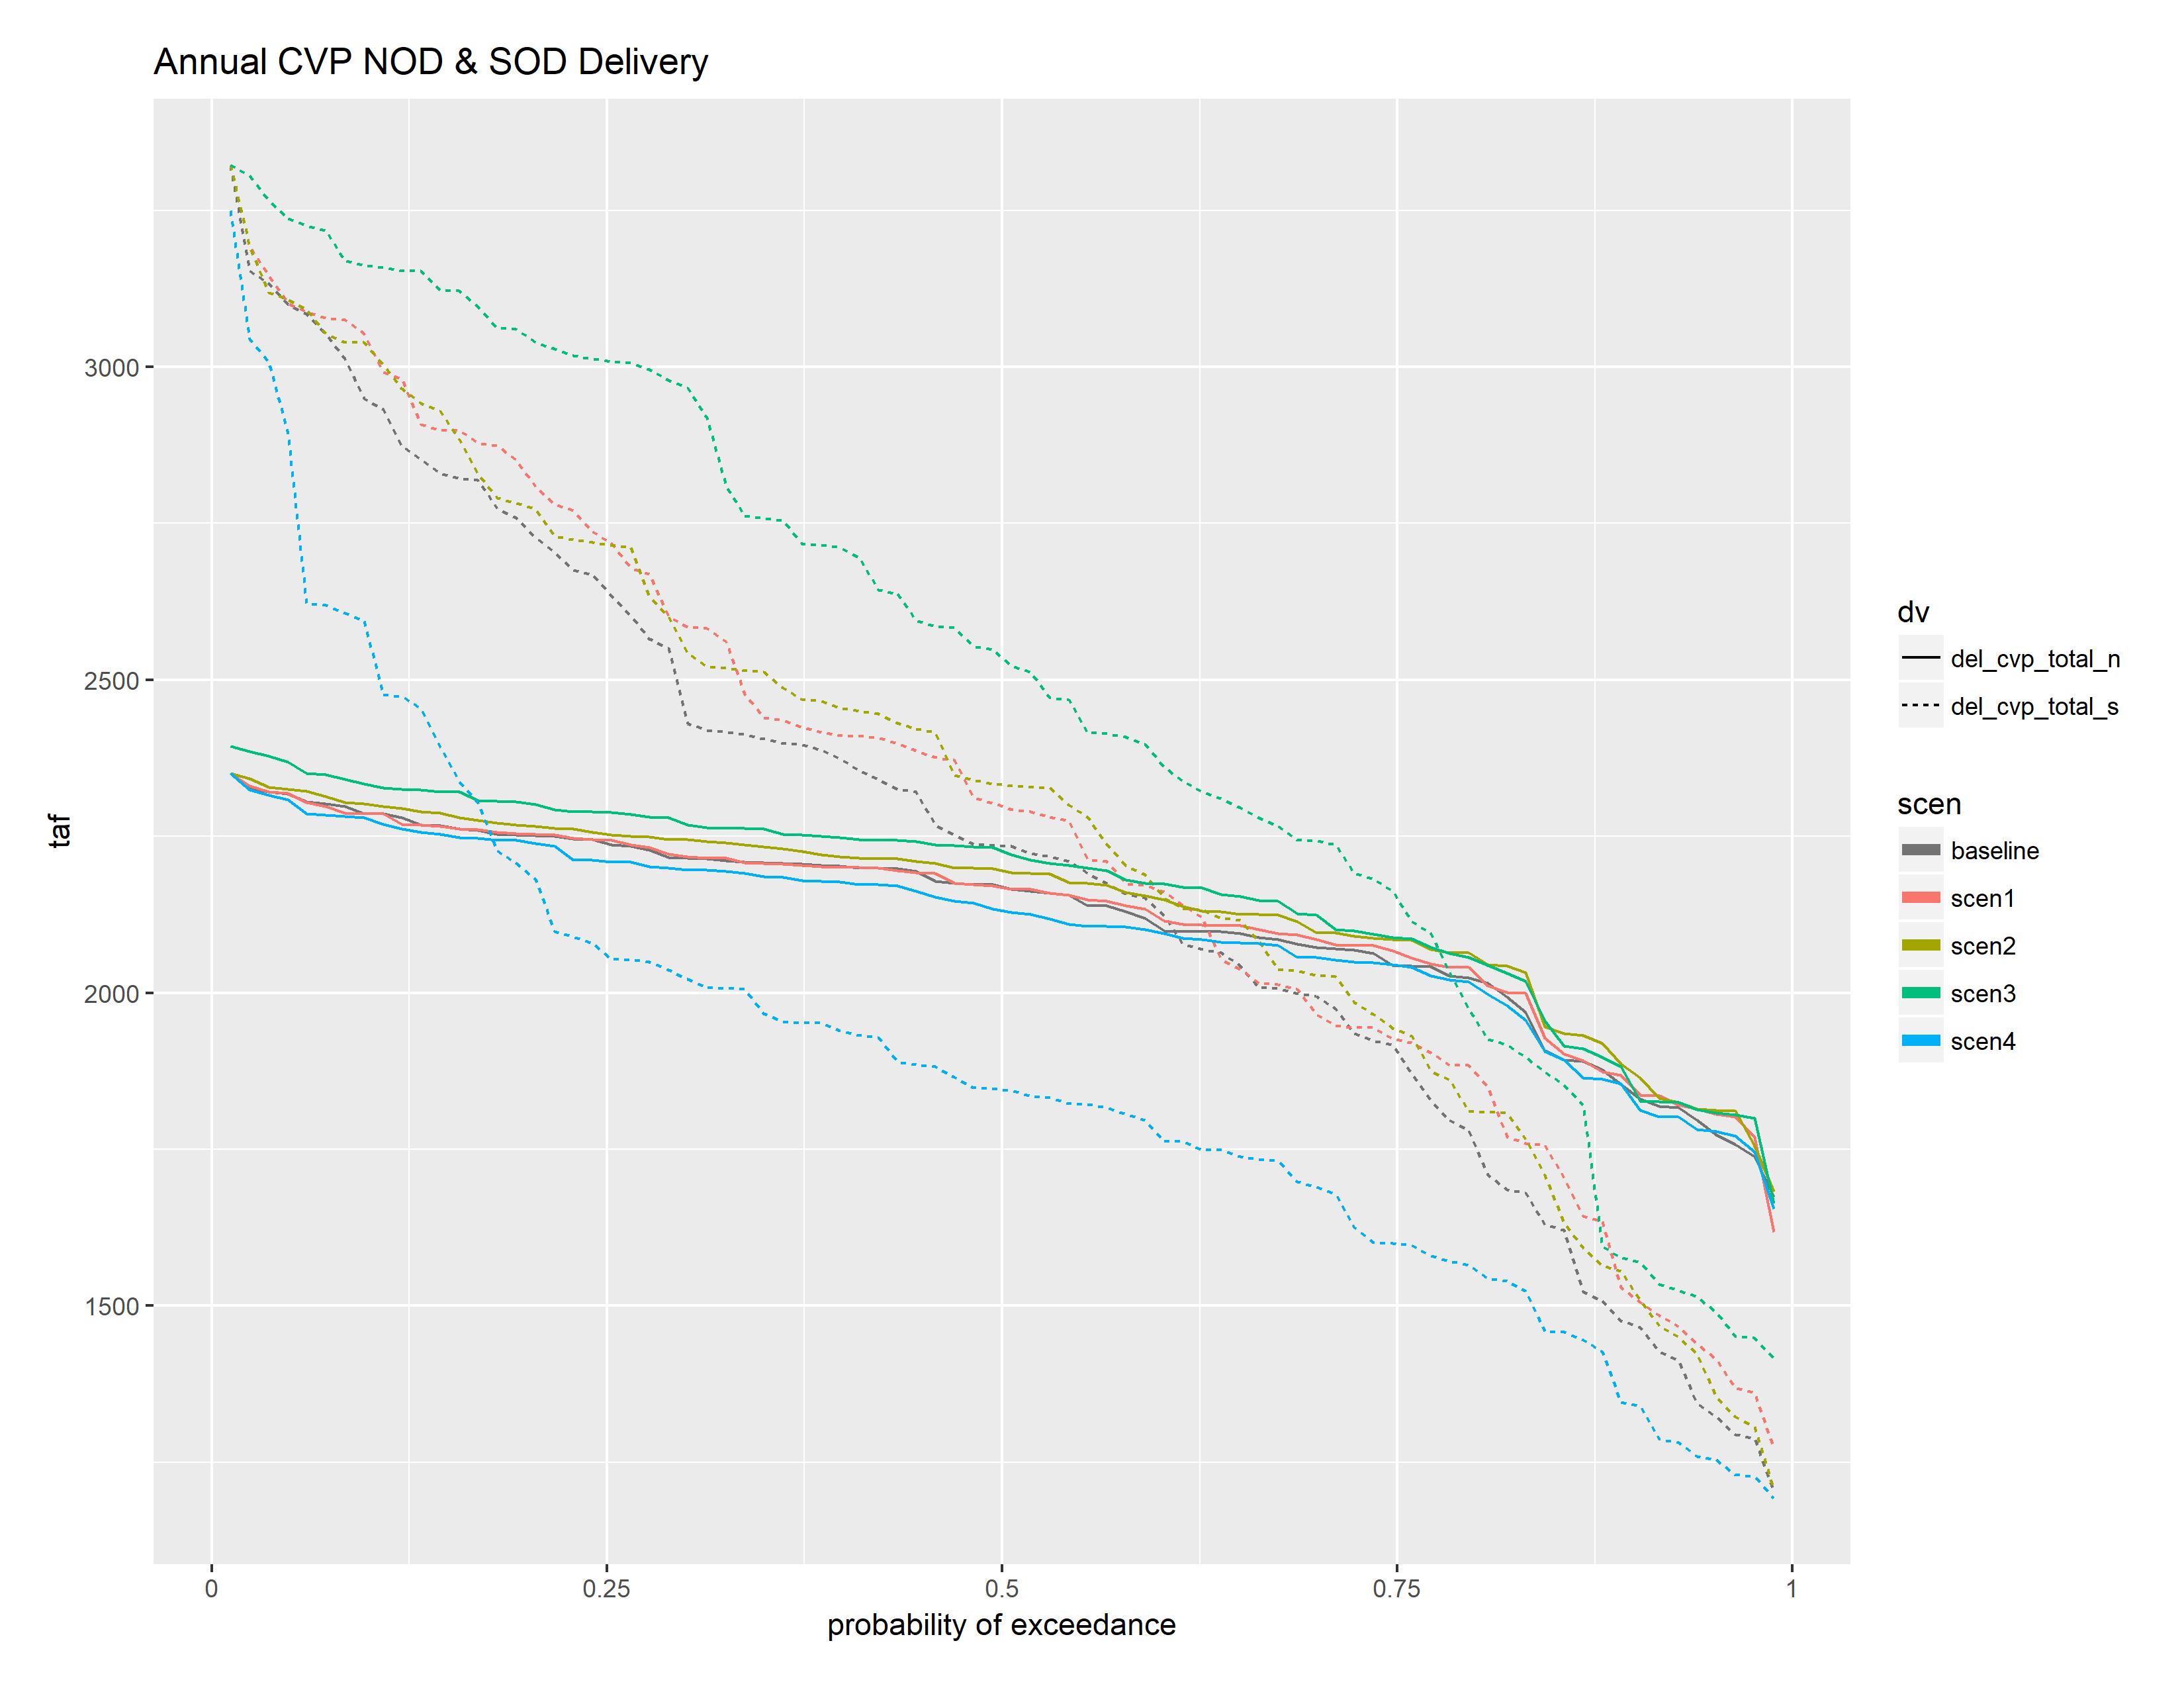 Annual CVP NOD & SOD Delivery
3000
2500
2000
1500
taf
0 0.25 0.5 0.75 1
probability of exceedance
dv
del_cvp_total_n
del_cvp_total_s
scen
baseline
scen1
scen2
scen3
scen4